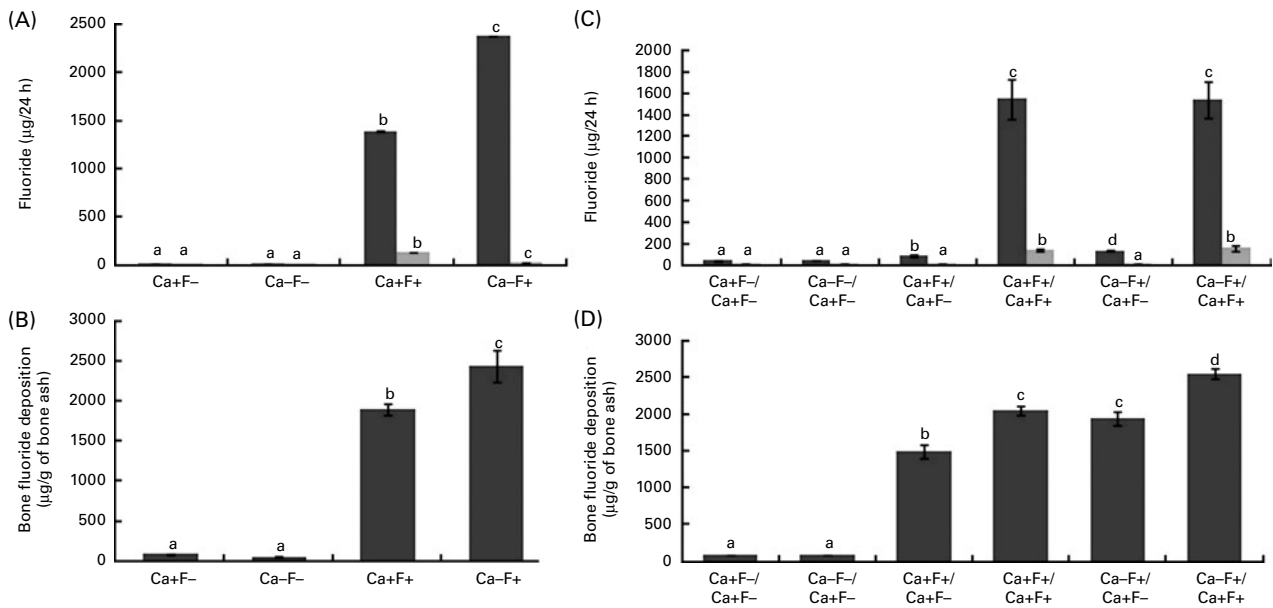 (A)
2500
2000
1500
1000
500
0
Fluoride (µg/24 h)
a a
a a
b
b
c
c
Ca+F−
Ca−F−
Ca+F+
Ca−F+
(B)
3000
2500
2000
1500
1000
500
0
Bone fluoride deposition
(µg/g of bone ash)
a
a
b
c
Ca+F−
Ca−F−
Ca+F+
Ca−F+
(C)
2000
1800
1600
1400
1200
1000
800
600
400
200
0
Fluoride (µg/24 h)
a a
a a
b a
c
b
d
a
c
b
Ca+F−/ Ca−F−/ Ca+F+/ Ca+F+/ Ca−F+/ Ca−F+/
Ca+F− Ca+F− Ca+F− Ca+F+ Ca+F− Ca+F+
(D)
3000
2500
2000
1500
1000
500
0
Bone fluoride deposition
(µg/g of bone ash)
a
a
b
c
c
d
Ca+F−/ Ca−F−/ Ca+F+/ Ca+F+/ Ca−F+/ Ca−F+/
Ca+F− Ca+F− Ca+F− Ca+F+ Ca+F− Ca+F+